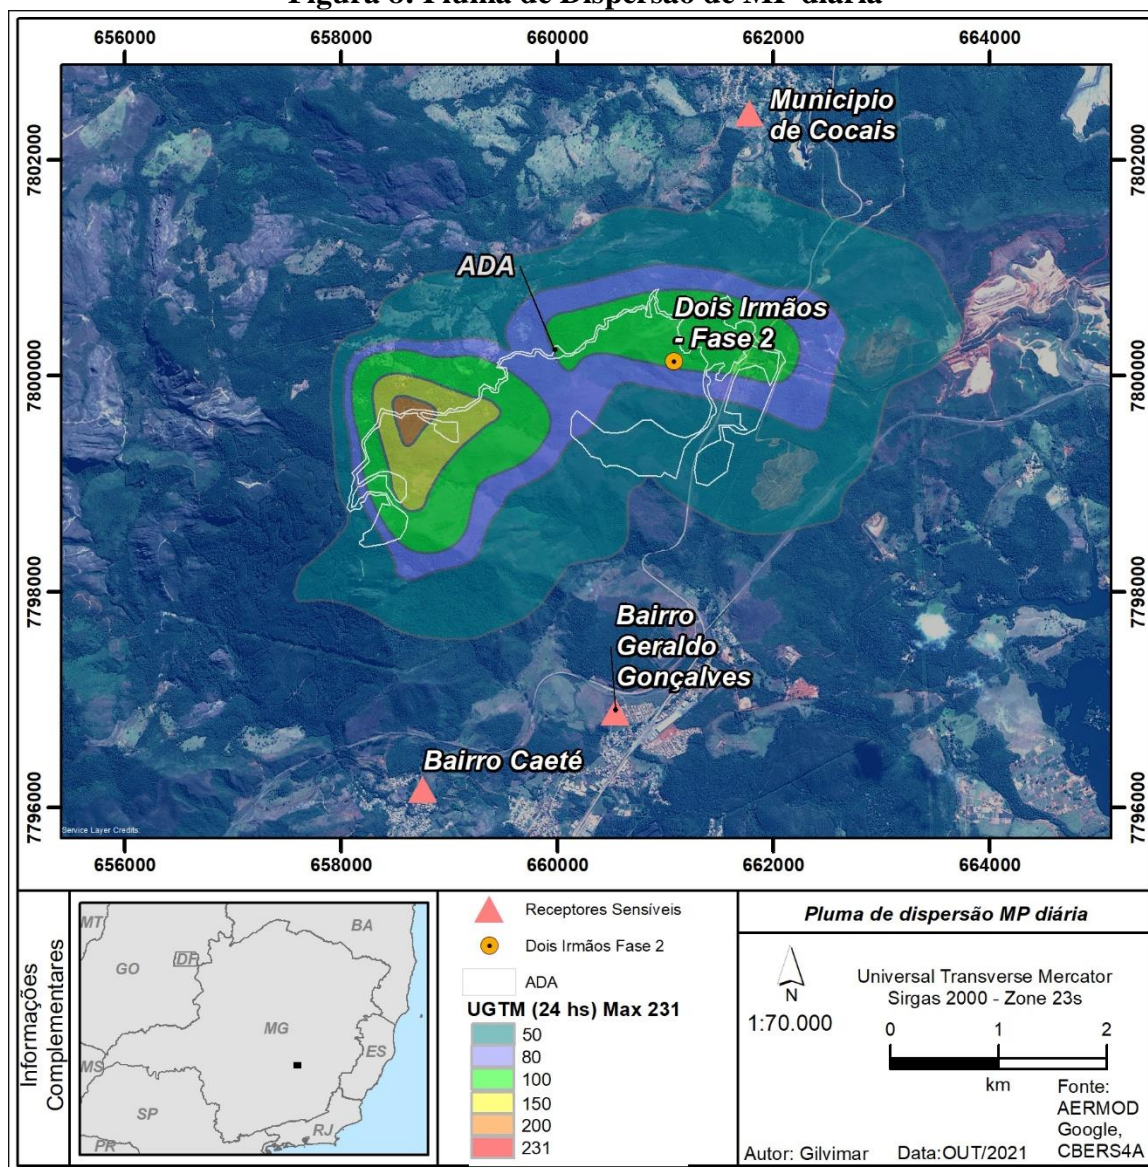 Figura 8: Pluma de Dispersão de MP diária
656000
658000
660000
662000
664000
7802000
7802000
7800000
7800000
7798000
7798000
7796000
7796000
Municipio
de Cocais
ADA
Dois Irmãos
- Fase 2
Bairro
Geraldo
Gonçalves
Bairro Caeté
Service Layer Credits:
656000
658000
660000
662000
664000
Informações
Complementares
MT
BA
GO
DF
MG
ES
MS
SP
RJ
PR
Receptores Sensíveis
Dois Irmãos Fase 2
ADA
UGTM (24 hs) Max 231
50
80
100
150
200
231
Pluma de dispersão MP diária
N
1:70.000
Universal Transverse Mercator
Sirgas 2000 - Zone 23s
0 1 2
km
Fonte:
AERMOD
Google,
CBERS4A
Autor: Gilvimar Data:OUT/2021